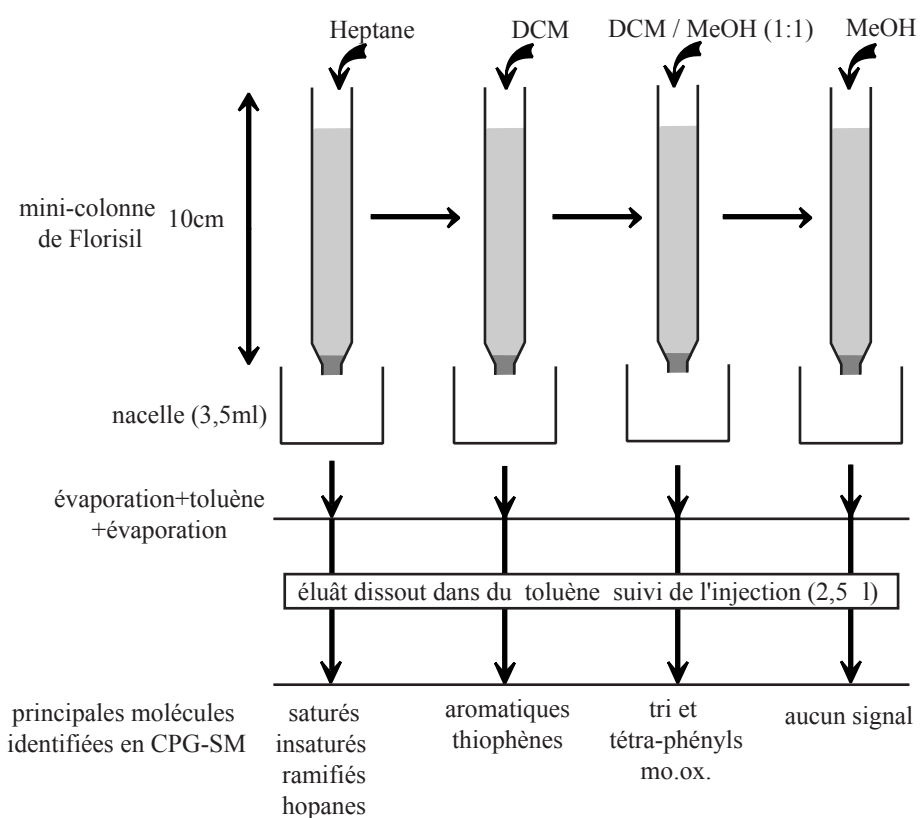 Heptane DCM DCM / MeOH (1:1) MeOH
mini-colonne
de Florisil
10cm
nacelle (3,5ml)
évaporation+toluène
+évaporation
éluât dissout dans du toluène suivi de l'injection (2,5 l)
principales molécules
identifiées en CPG-SM
saturés
insaturés
ramifiés
hopanes
aromatiques
thiophènes
tri et
tétra-phényls
mo.ox.
aucun signal